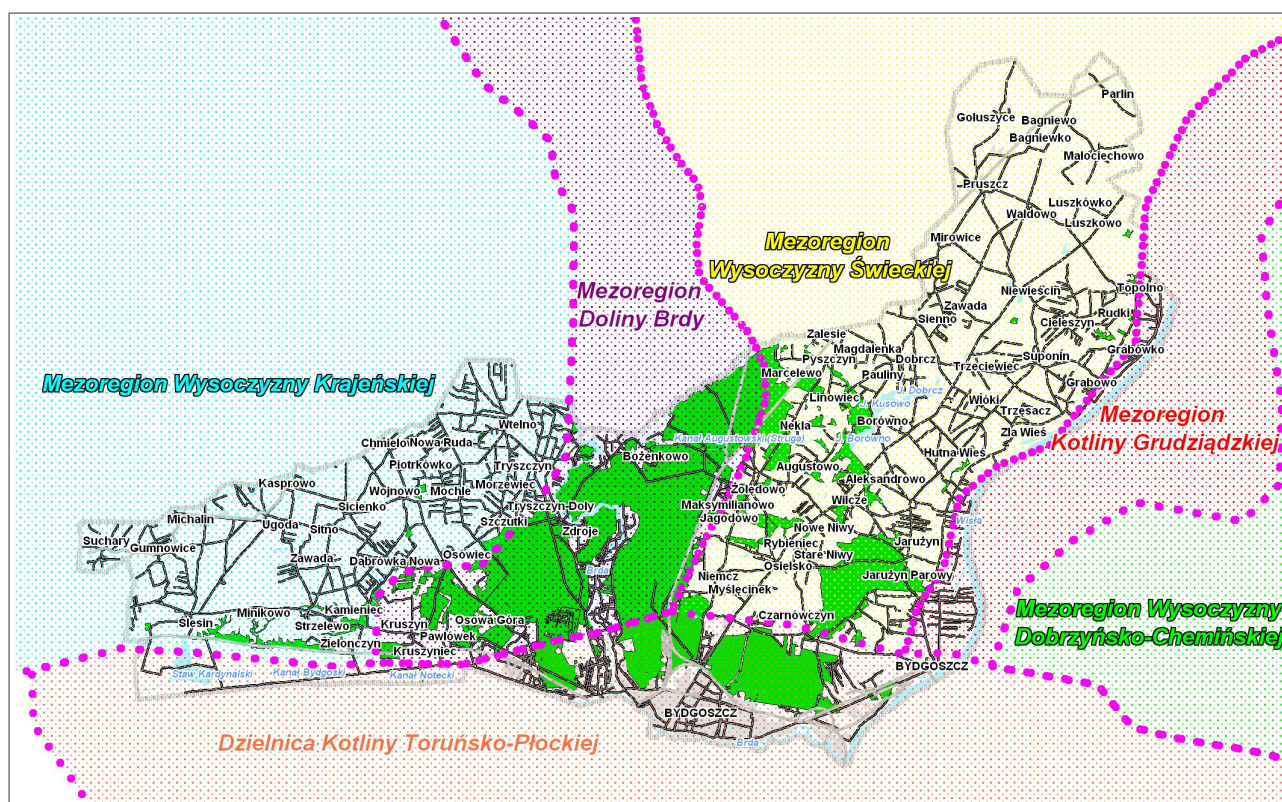 Parlin
Gołuszyce
Bagniewo
Bagniewko
Małociechowo
Pruszcz
Luszkówko
Wałdowo
Luszkowo
Mirowice
Mezoregion
Wysoczyzny Świeckiej
Mezoregion
Doliny Brdy
Niewieścin
Topolno
Zawada
Rudki
Sienno
Cieleszyn
Zalesie
Magdalenka
Grabówko
Pyszczyn
Dobrcz
Suponin
Marcelewo
Trzeciewiec
Pauliny
Grabowo
Mezoregion Wysoczyzny Krajeńskiej
J. Dobrcz
Linowiec
J. Kusowo
Włóki
Trzęsacz
Mezoregion
Kotliny Grudziądzkiej
Wtelno
Nekla
Borówno
Zła Wieś
Chmielo
Nowa-Ruda
Kanał Augustowski (Struga)
J. Borówno
Bożenkowo
Hutna Wieś
Piotrkówko
Tryszczyn
Augustowo
Kasprowo
Wojnowo
Mochle
Morzewiec
Żołędowo
Aleksandrowo
Wilcze
Sicienko
Tryszczyn-Doły
Maksymilianowo
Michalin
Ugoda
Sitno
Szczutki
Zdroje
Jagodowo
Nowe Niwy
Wisła
Suchary
Gumnowice
Rybieniec
Jarużyn
Zawada
Dąbrówka Nowa
Osówiec
Stare Niwy
Osielsko
Brda
Niemcz
Jarużyn Parowy
Myślęcinek
Mezoregion Wysoczyzny
Dobrzyńsko-Chemińskiej
Minikowo
Kamieniec
Czarnówczyn
Ślesin
Strzelewo
Kruszyn
Osowa Góra
Pawłówek
Zielonczyn
Kruszyniec
BYDGOSZCZ
Staw Kardynalski
Kanał Bydgoski
Kanał Notecki
BYDGOSZCZ
Dzielnica Kotliny Toruńsko-Płockiej
Brda